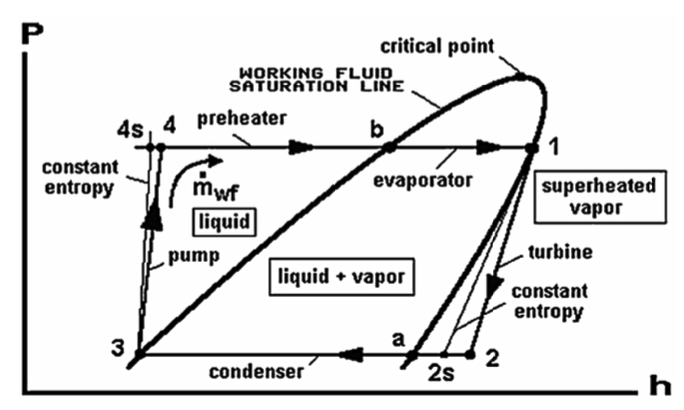 P
critical point
WORKING FLUID
SATURATION LINE
4s
4
preheater
b
1
constant
entropy
ṁwf
evaporator
superheated
vapor
liquid
pump
liquid + vapor
turbine
constant
entropy
3
a
2s
2
condenser
h